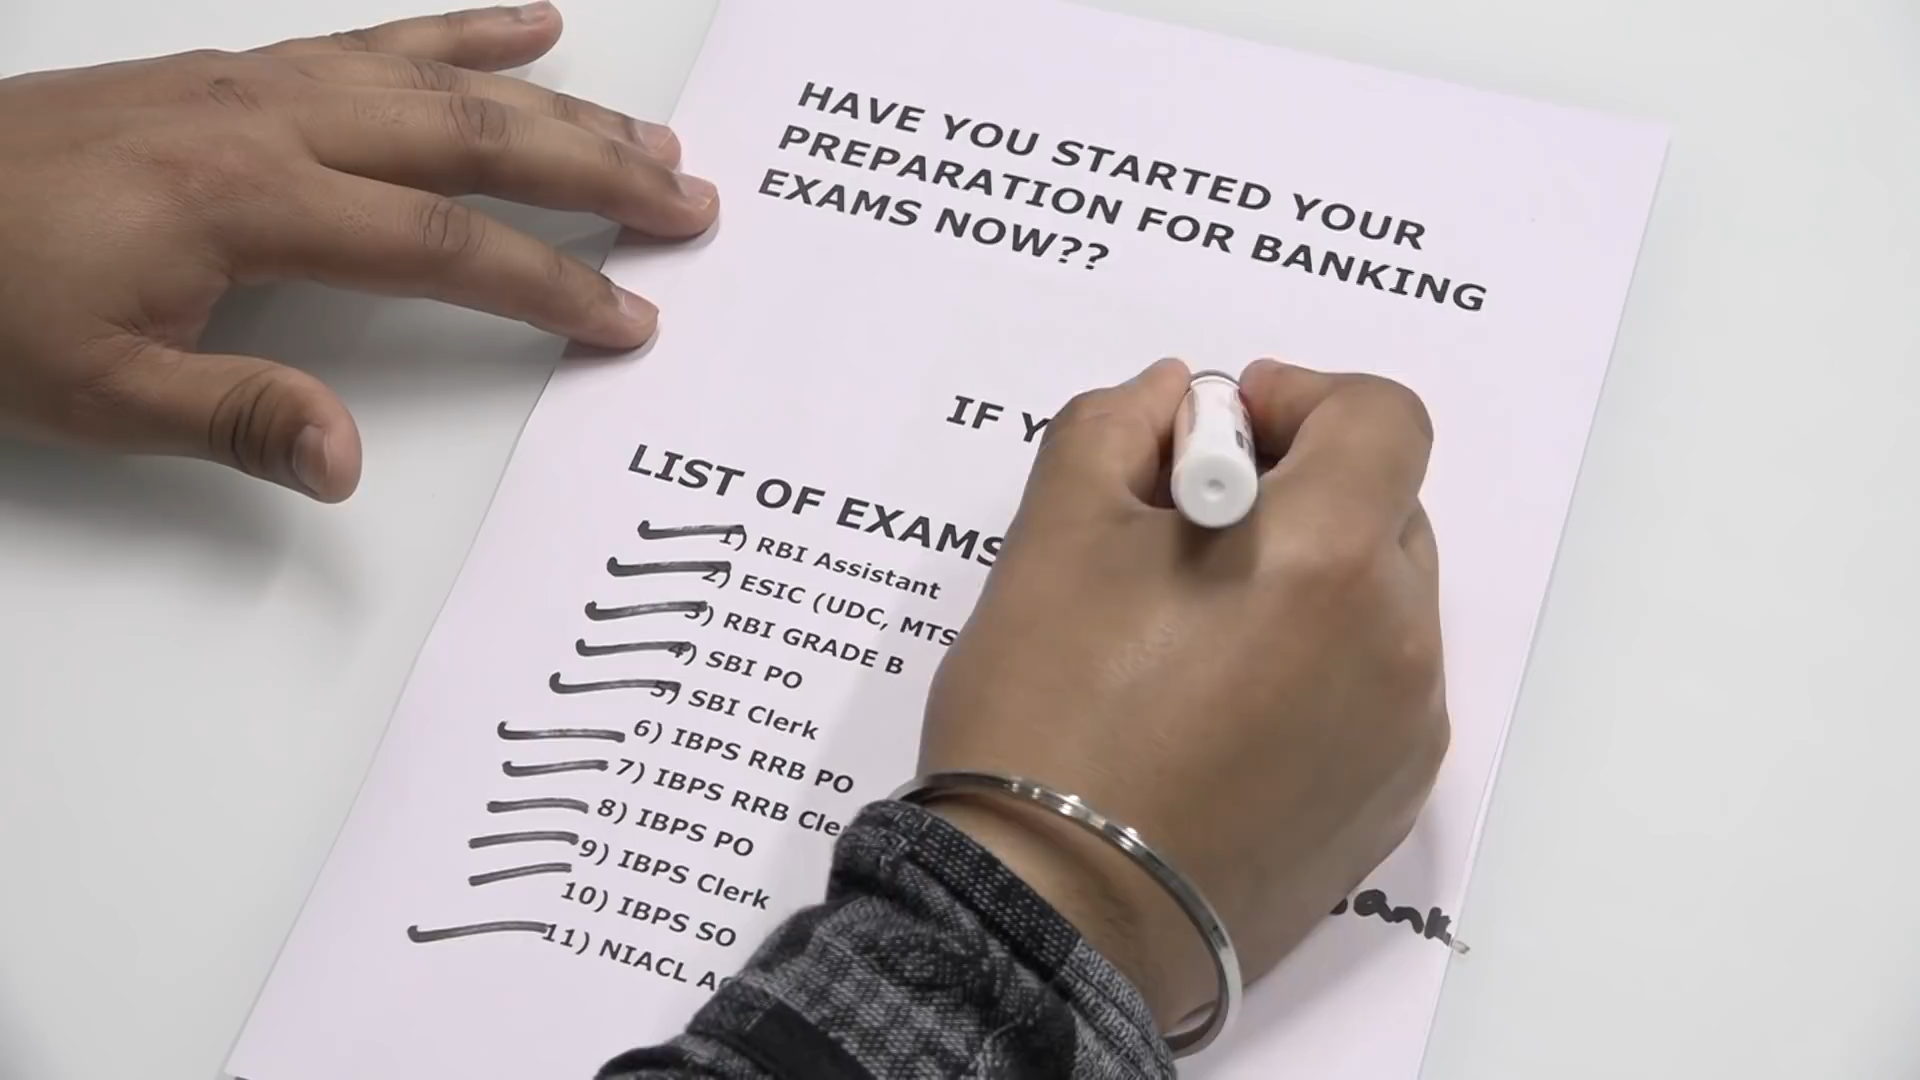 HAVE YOU STARTED YOUR
PREPARATION FOR BANKING
EXAMS NOW??
IF
LIST OF EXAMS
1) RBI Assistant
2) ESIC (UDC, MTS
3) RBI GRADE B
4) SBI PO
5) SBI Clerk
6) IBPS RRB PO
7) IBPS RRB
8) IBPS PO
9) IBPS Clerk
10) IBPS SO
11) NIACL
Bank